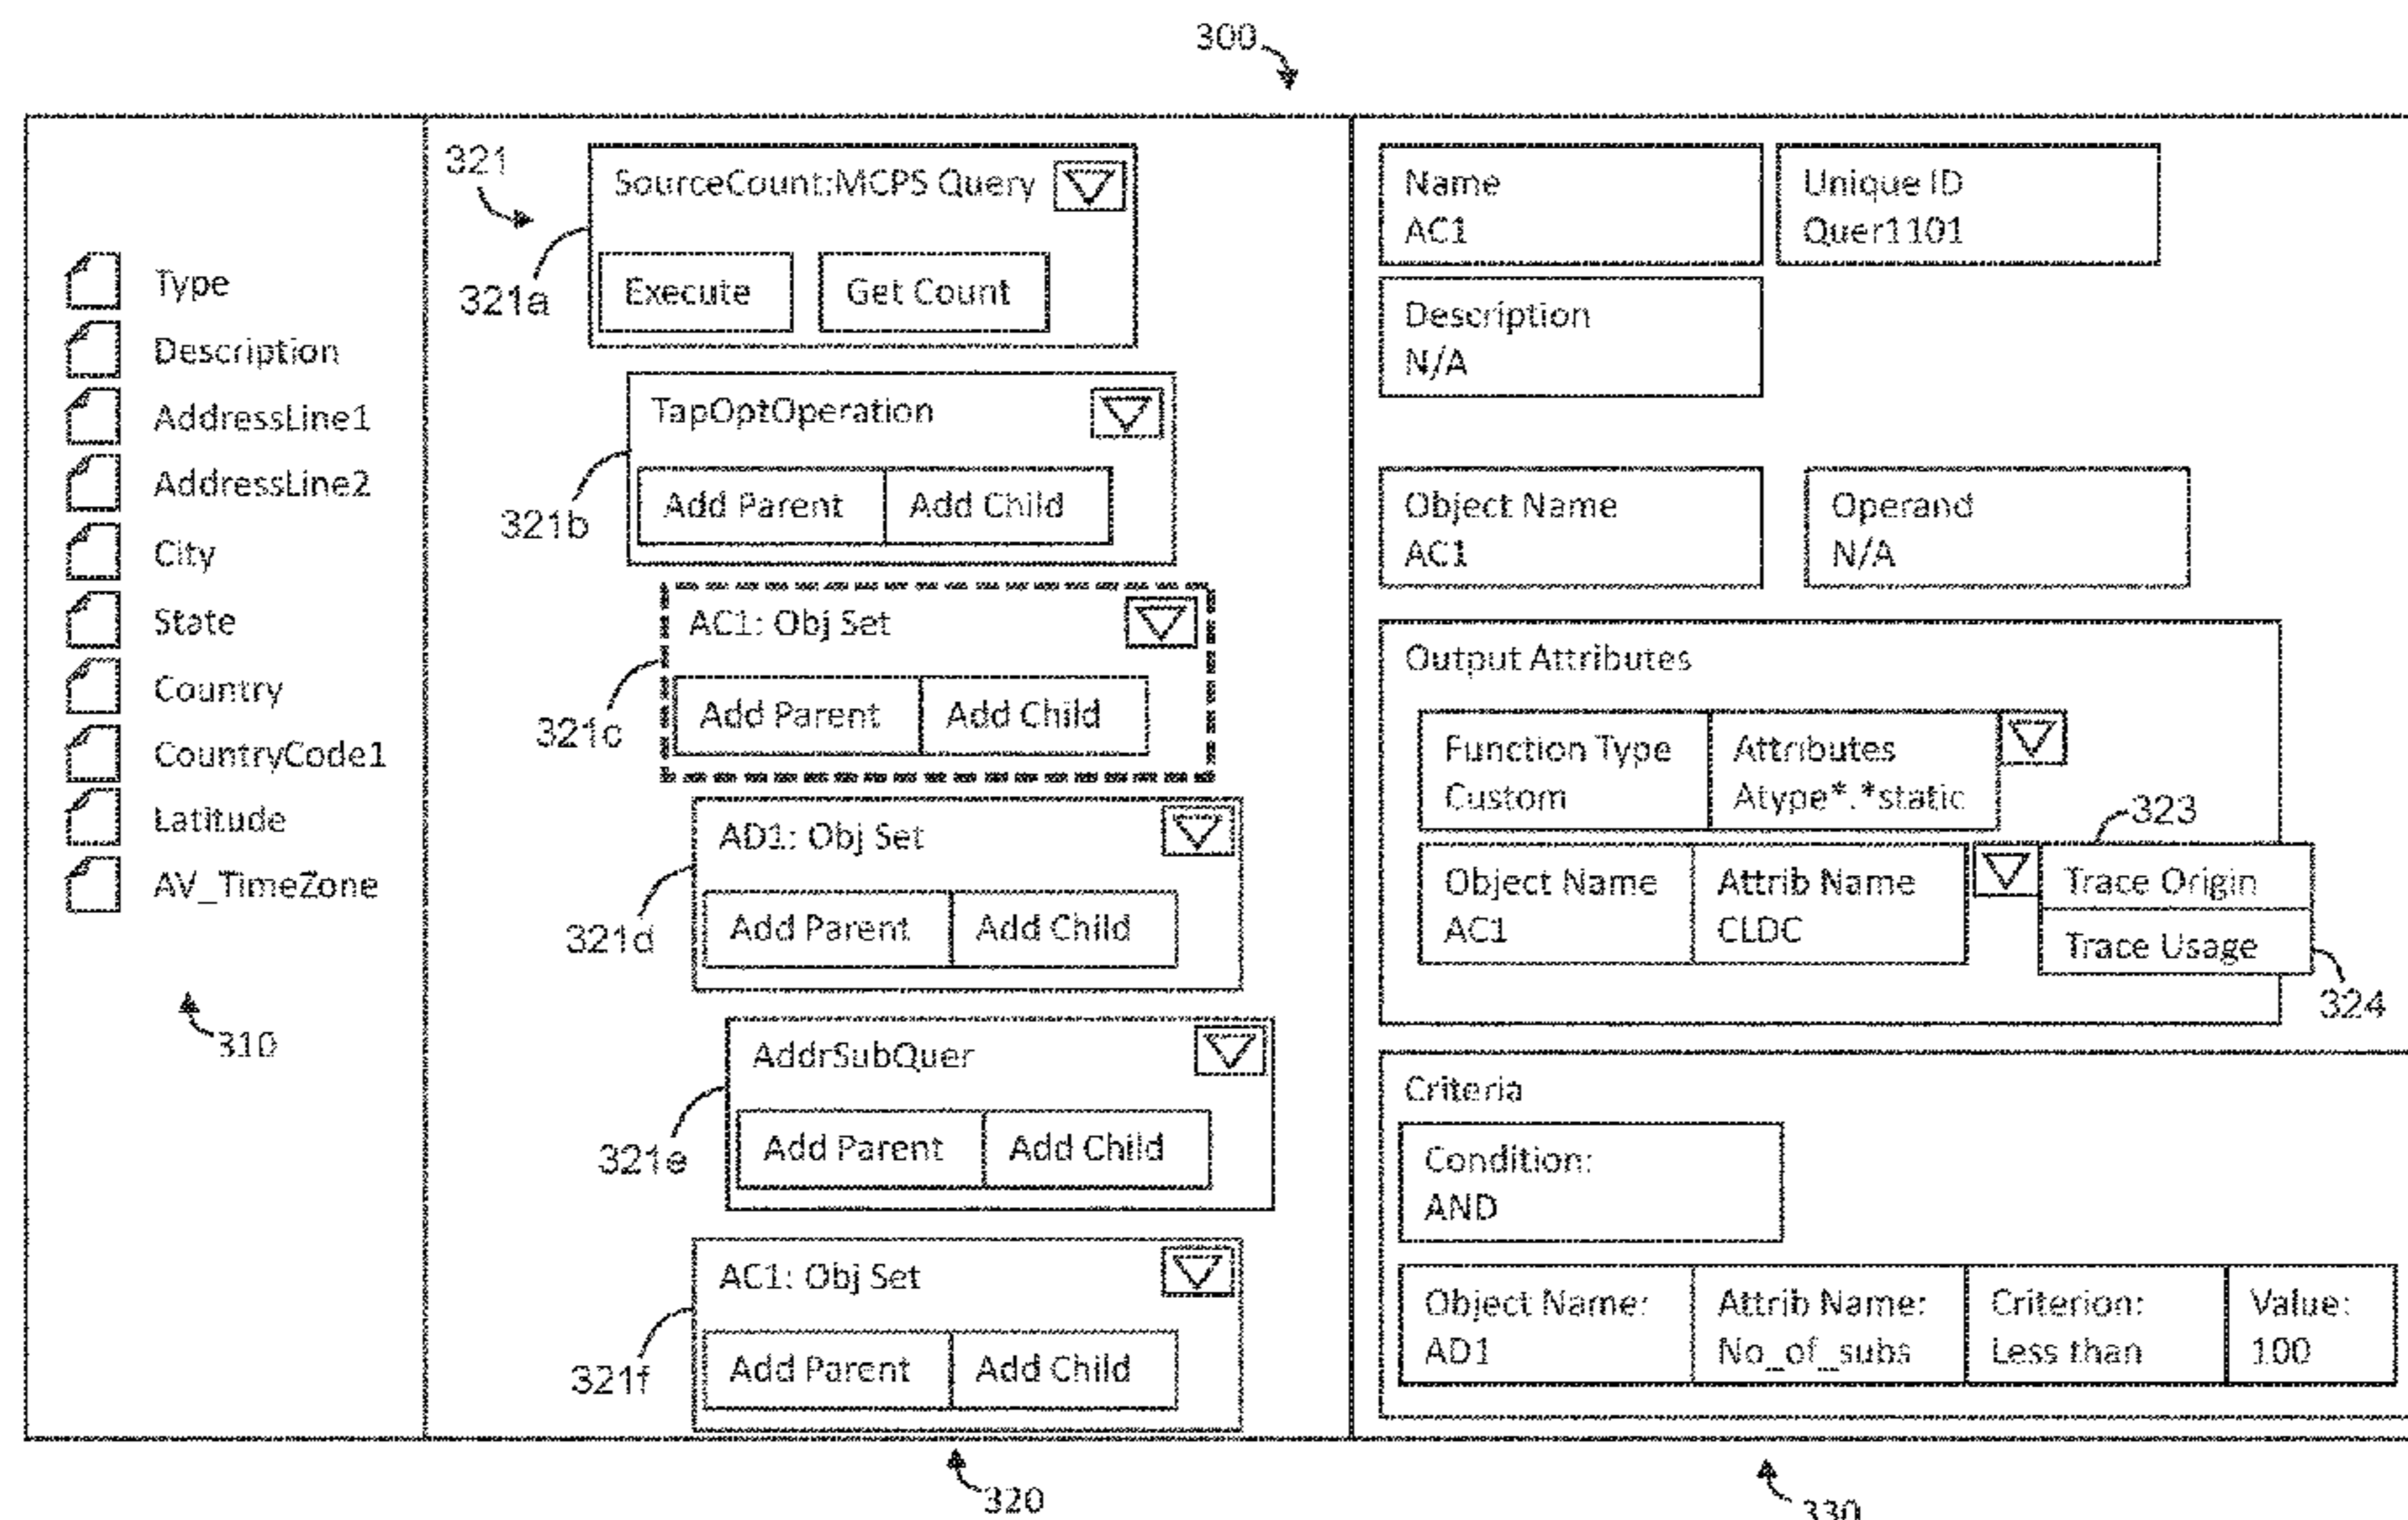 300
Type
Description
AddressLine1
AddressLine2
City
State
Country
CountryCode1
Latitude
AV_TimeZone
310
321
SourceCount:MCPS Query
Execute Get Count
321a
TapOptOperation
Add Parent Add Child
321b
AC1: Obj Set
Add Parent Add Child
321c
AD1: Obj Set
Add Parent Add Child
321d
AddrSubQuer
Add Parent Add Child
321e
AC1: Obj Set
Add Parent Add Child
321f
320
Name
AC1
Unique ID
Quer1101
Description
N/A
Object Name
AC1
Operand
N/A
Output Attributes
Function Type
Custom
Attributes
Atype*.*static
323
Object Name
AC1
Attrib Name
CLDC
Trace Origin
Trace Usage
324
Criteria
Condition:
AND
Object Name:
AD1
Attrib Name:
No_of_subs
Criterion:
Less than
Value:
100
330